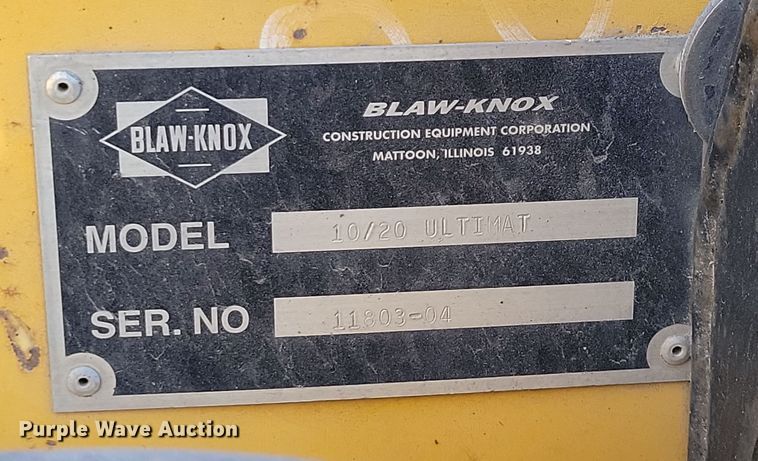 BLAW-KNOX
BLAW-KNOX
CONSTRUCTION EQUIPMENT CORPORATION
MATTOON, ILLINOIS 61938
MODEL 10/20 ULTIMAT
SER. NO 11803-04
Purple Wave Auction